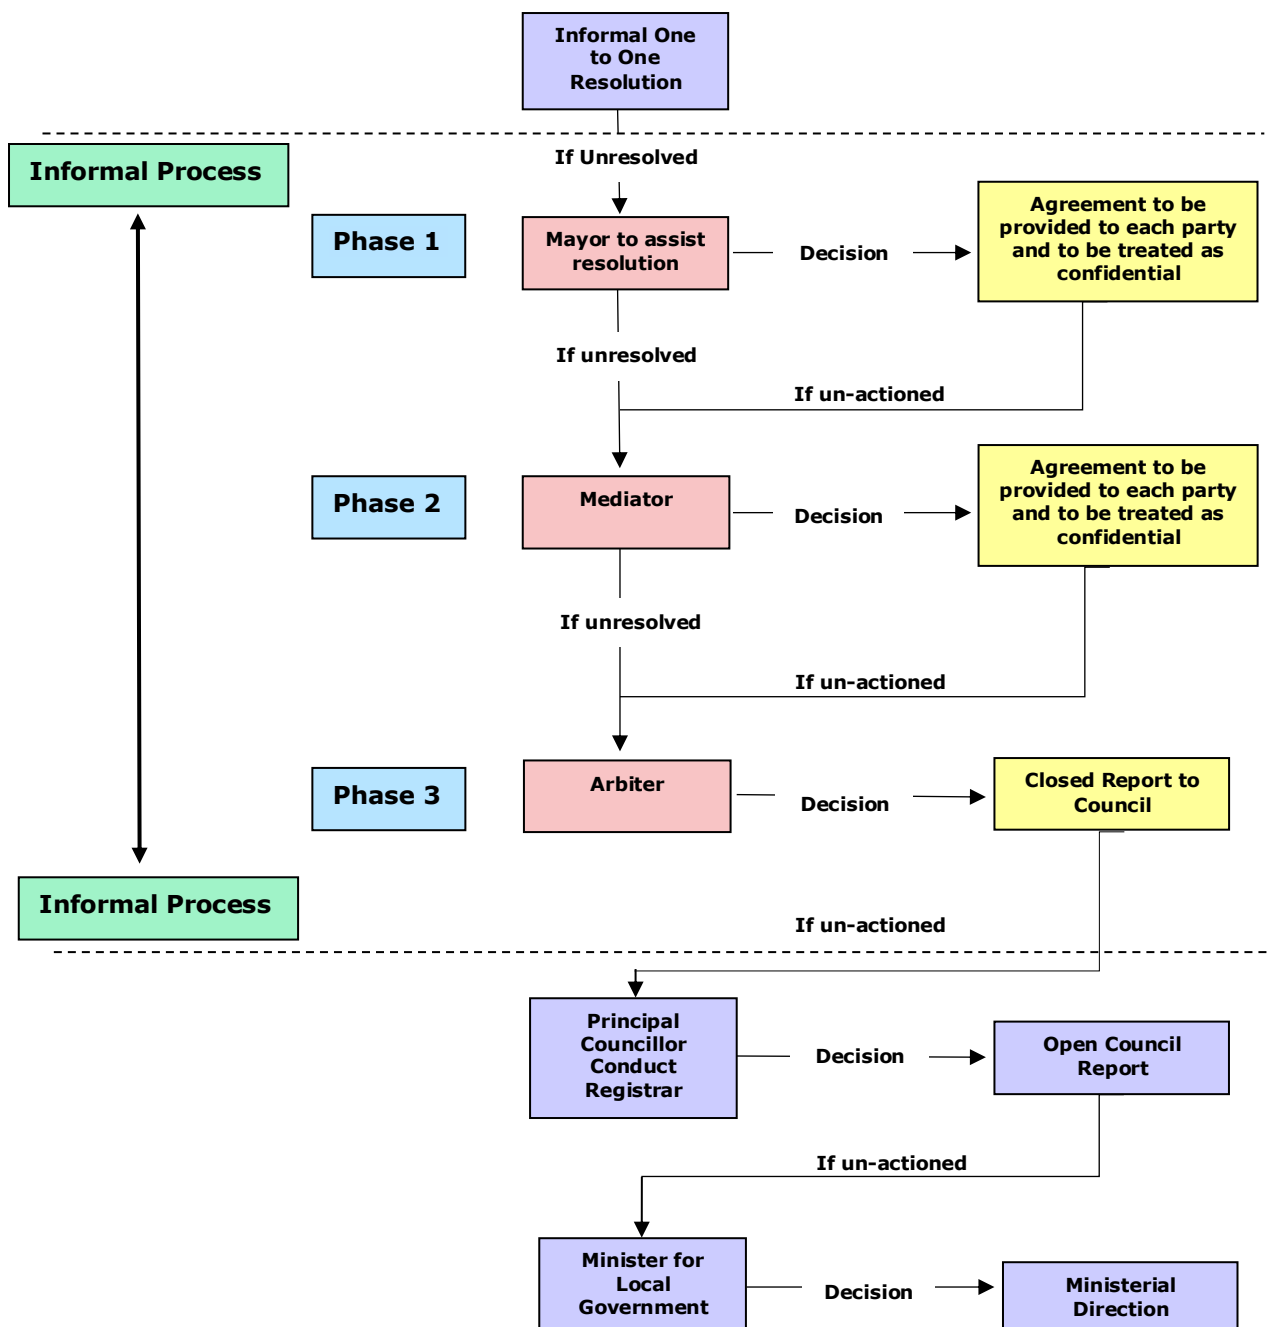 Informal One
to One
Resolution
If Unresolved
Informal Process
Phase 1
Mayor to assist
resolution
Decision
Agreement to be
provided to each party
and to be treated as
confidential
If unresolved
If un-actioned
Phase 2
Mediator
Decision
Agreement to be
provided to each party
and to be treated as
confidential
If unresolved
If un-actioned
Phase 3
Arbiter
Decision
Closed Report to
Council
Informal Process
If un-actioned
Principal
Councillor
Conduct
Registrar
Decision
Open Council
Report
If un-actioned
Minister for
Local
Government
Decision
Ministerial
Direction